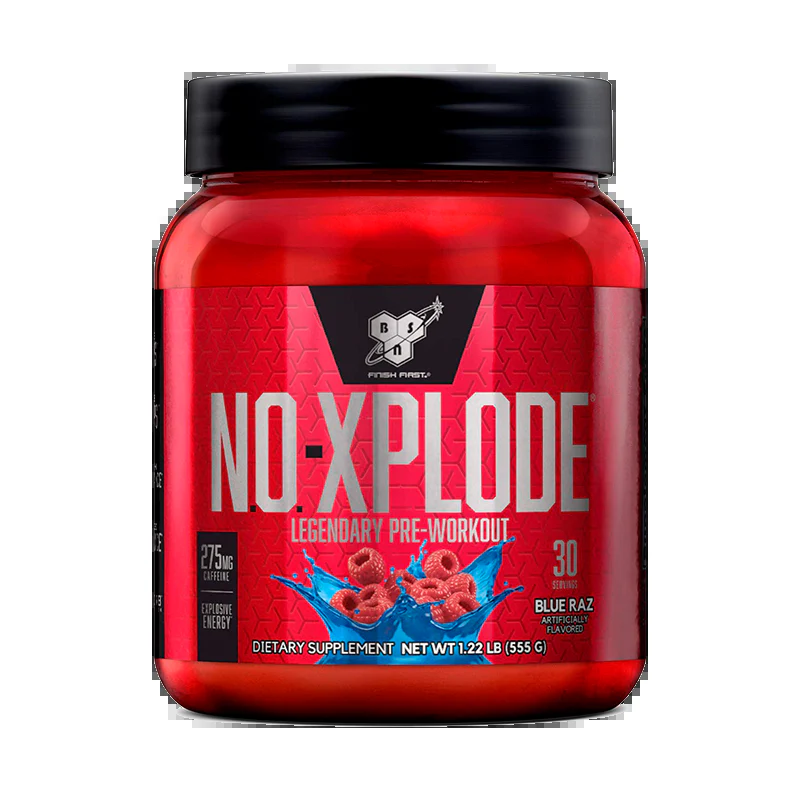 BSN
FINISH FIRST.®
N.O.-XPLODE®
LEGENDARY PRE-WORKOUT
275MG
CAFFEINE
EXPLOSIVE
ENERGY
30
SERVINGS
BLUE RAZ
ARTIFICIALLY
FLAVORED
DIETARY SUPPLEMENT NET WT 1.22 LB (555 G)